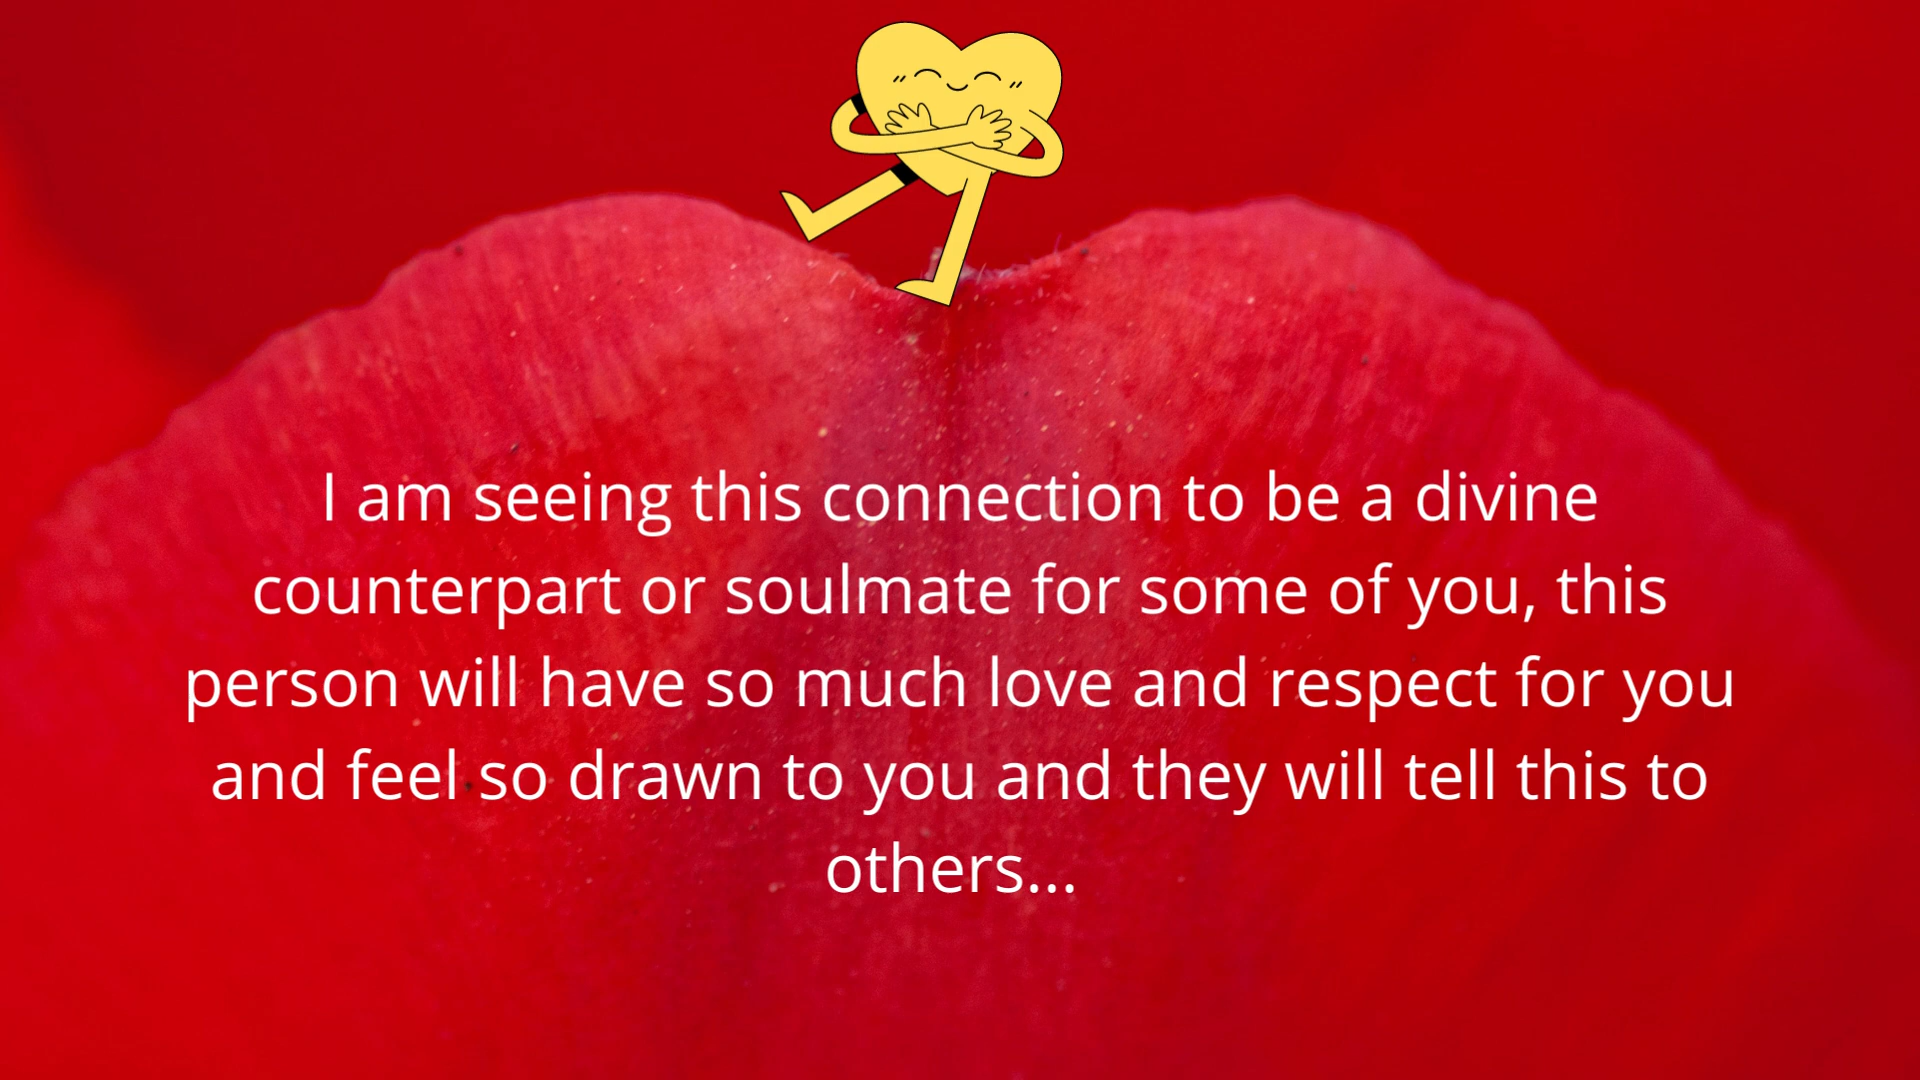 I am seeing this connection to be a divine
counterpart or soulmate for some of you, this
person will have so much love and respect for you
and feel so drawn to you and they will tell this to
others...